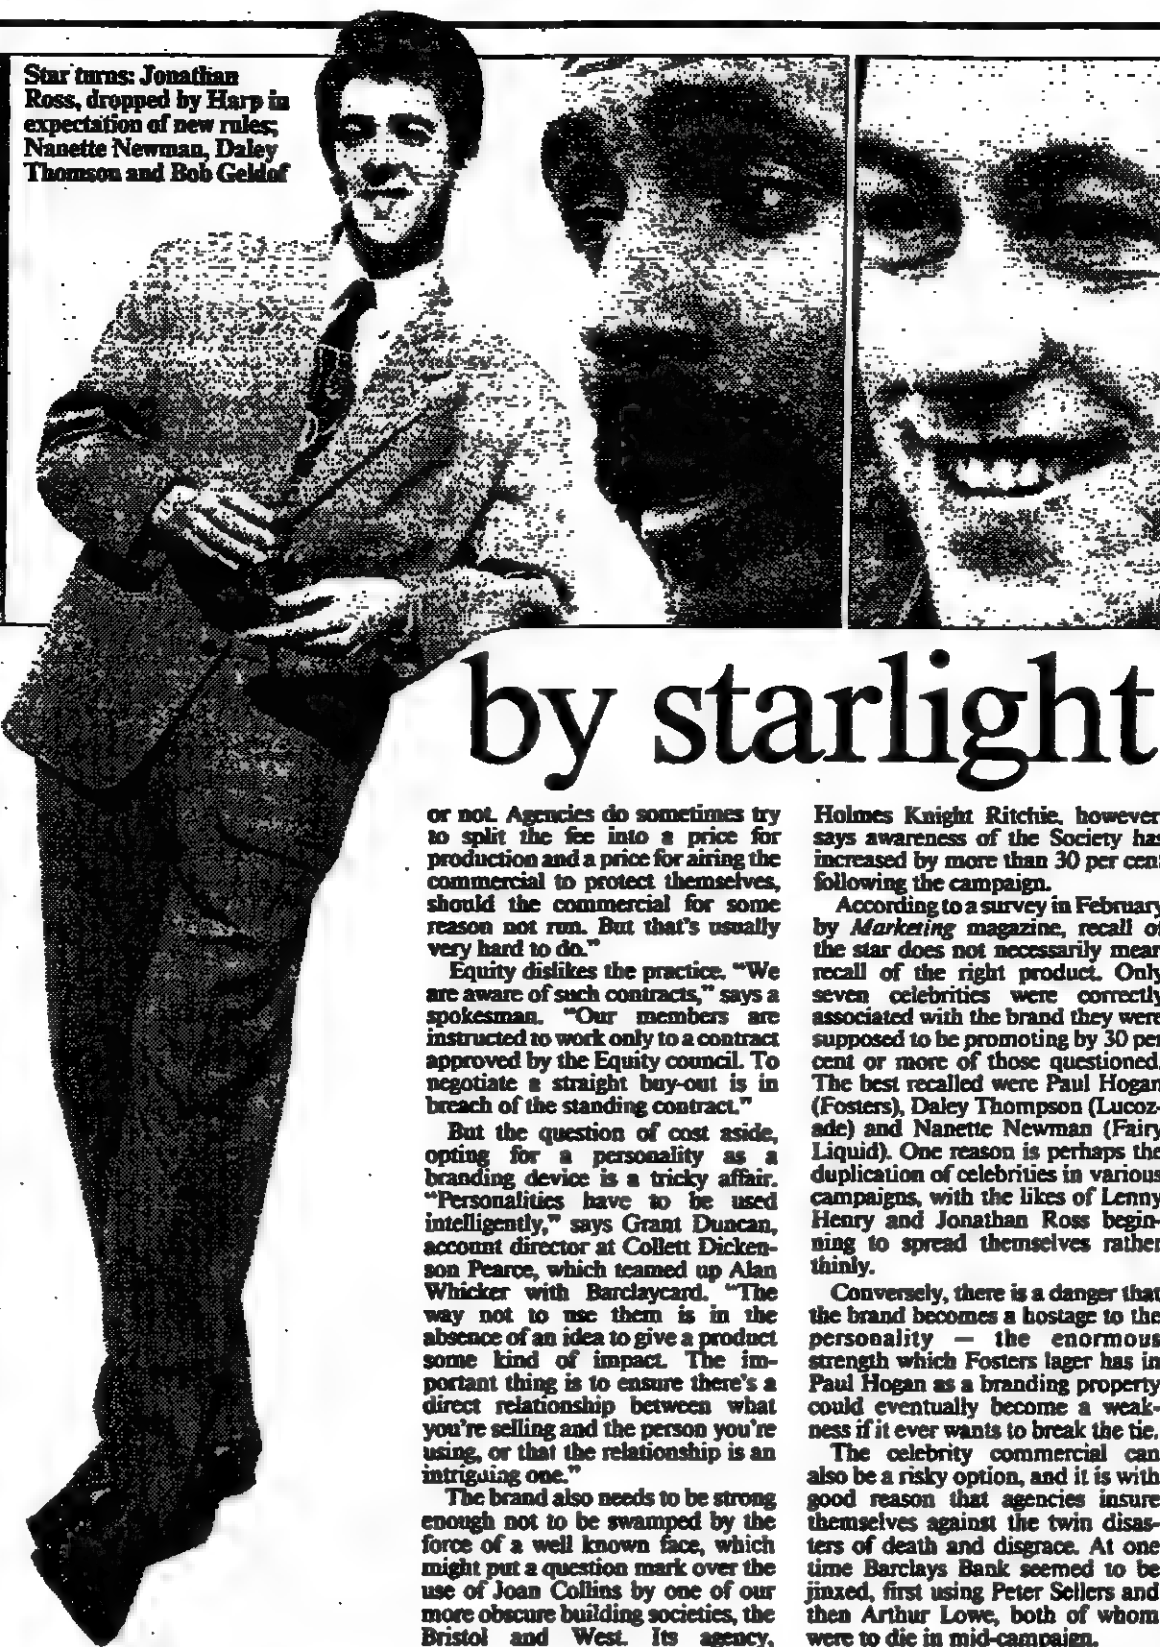 Star turns: Jonathan
Ross, dropped by Harp in
expectation of new rules;
Nanette Newman, Daley
Thomson and Bob Geldof
by starlight
or not. Agencies do sometimes try
to split the fee into a price for
production and a price for airing the
commercial to protect themselves,
should the commercial for some
reason not run. But that's usually
very hard to do."
Equity dislikes the practice. "We
are aware of such contracts," says a
spokesman. "Our members are
instructed to work only to a contract
approved by the Equity council. To
negotiate a straight buy-out is in
breach of the standing contract."
But the question of cost aside,
opting for a personality as a
branding device is a tricky affair.
"Personalities have to be used
intelligently," says Grant Duncan,
account director at Collett Dicken-
son Pearce, which teamed up Alan
Whicker with Barclaycard. "The
way not to use them is in the
absence of an idea to give a product
some kind of impact. The im-
portant thing is to ensure there's a
direct relationship between what
you're selling and the person you're
using, or that the relationship is an
intriguing one."
The brand also needs to be strong
enough not to be swamped by the
force of a well known face, which
might put a question mark over the
use of Joan Collins by one of our
more obscure building societies, the
Bristol and West. Its agency,
Holmes Knight Ritchie, however
says awareness of the Society has
increased by more than 30 per cent
following the campaign.
According to a survey in February
by Marketing magazine, recall of
the star does not necessarily mean
recall of the right product. Only
seven celebrities were correctly
associated with the brand they were
supposed to be promoting by 30 per
cent or more of those questioned.
The best recalled were Paul Hogan
(Fosters), Daley Thompson (Lucoz-
ade) and Nanette Newman (Fairy
Liquid). One reason is perhaps the
duplication of celebrities in various
campaigns, with the likes of Lenny
Henry and Jonathan Ross begin-
ning to spread themselves rather
thinly.
Conversely, there is a danger that
the brand becomes a hostage to the
personality — the enormous
strength which Fosters lager has in
Paul Hogan as a branding property
could eventually become a weak-
ness if it ever wants to break the tie.
The celebrity commercial can
also be a risky option, and it is with
good reason that agencies insure
themselves against the twin disas-
ters of death and disgrace. At one
time Barclays Bank seemed to be
jinxed, first using Peter Sellers and
then Arthur Lowe, both of whom
were to die in mid-campaign.